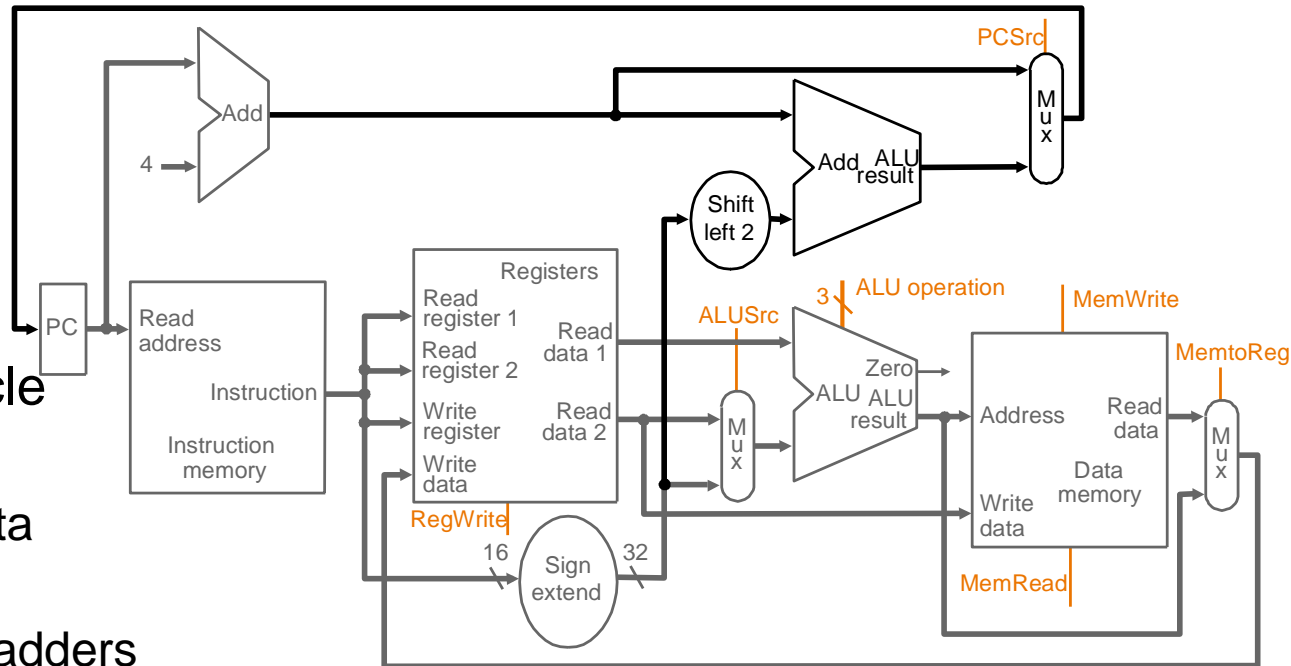 PCSrc
Add
4
M
u
x
Add ALU
result
Shift
left 2
PC
Read
address
Instruction
Instruction
memory
Registers
Read
register 1
Read
register 2
Write
register
Write
data
Read
data 1
Read
data 2
RegWrite
16
Sign
extend
32
ALUSrc
M
u
x
3
ALU operation
Zero
ALU ALU
result
MemWrite
Address
Read
data
Data
memory
Write
data
MemRead
MemtoReg
M
u
x
cle
ta
adders